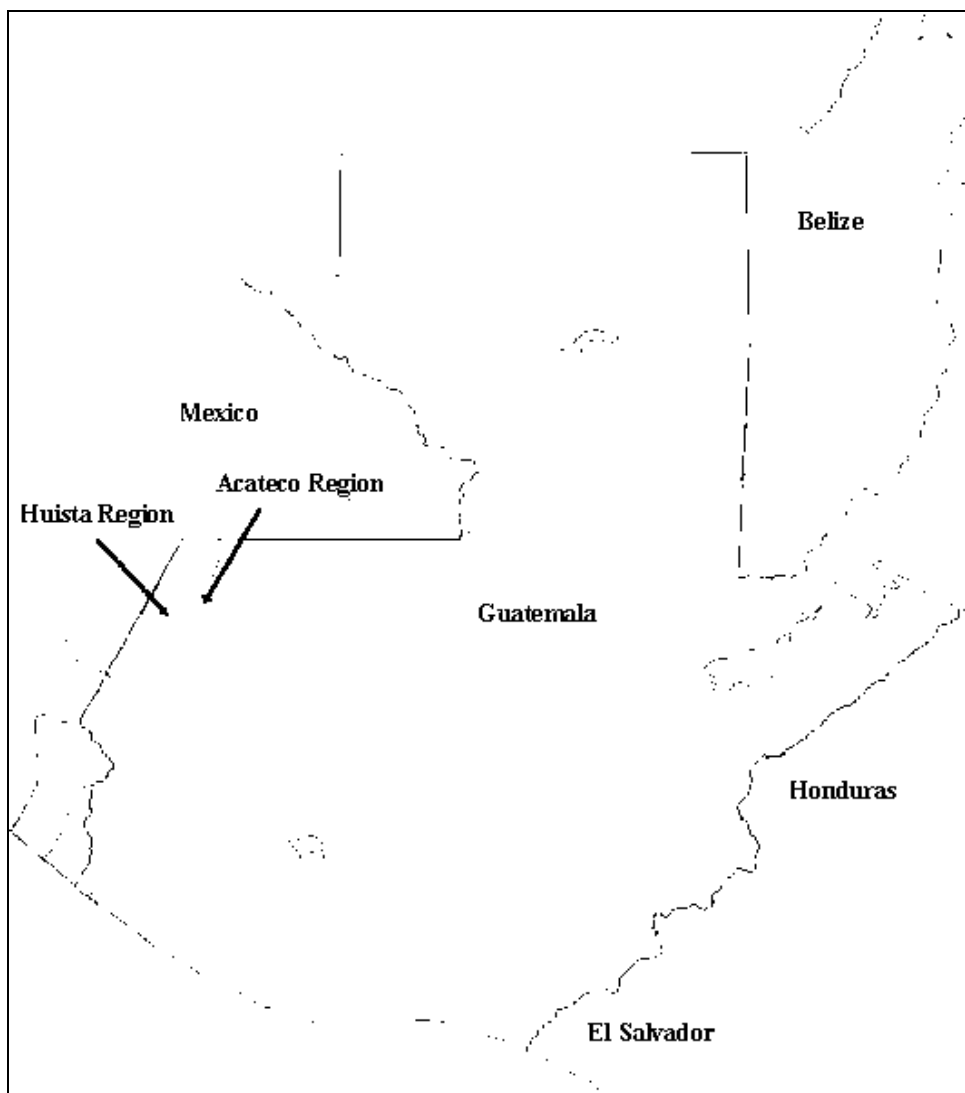 Belize
Mexico
Acateco Region
Huista Region
Guatemala
Honduras
El Salvador